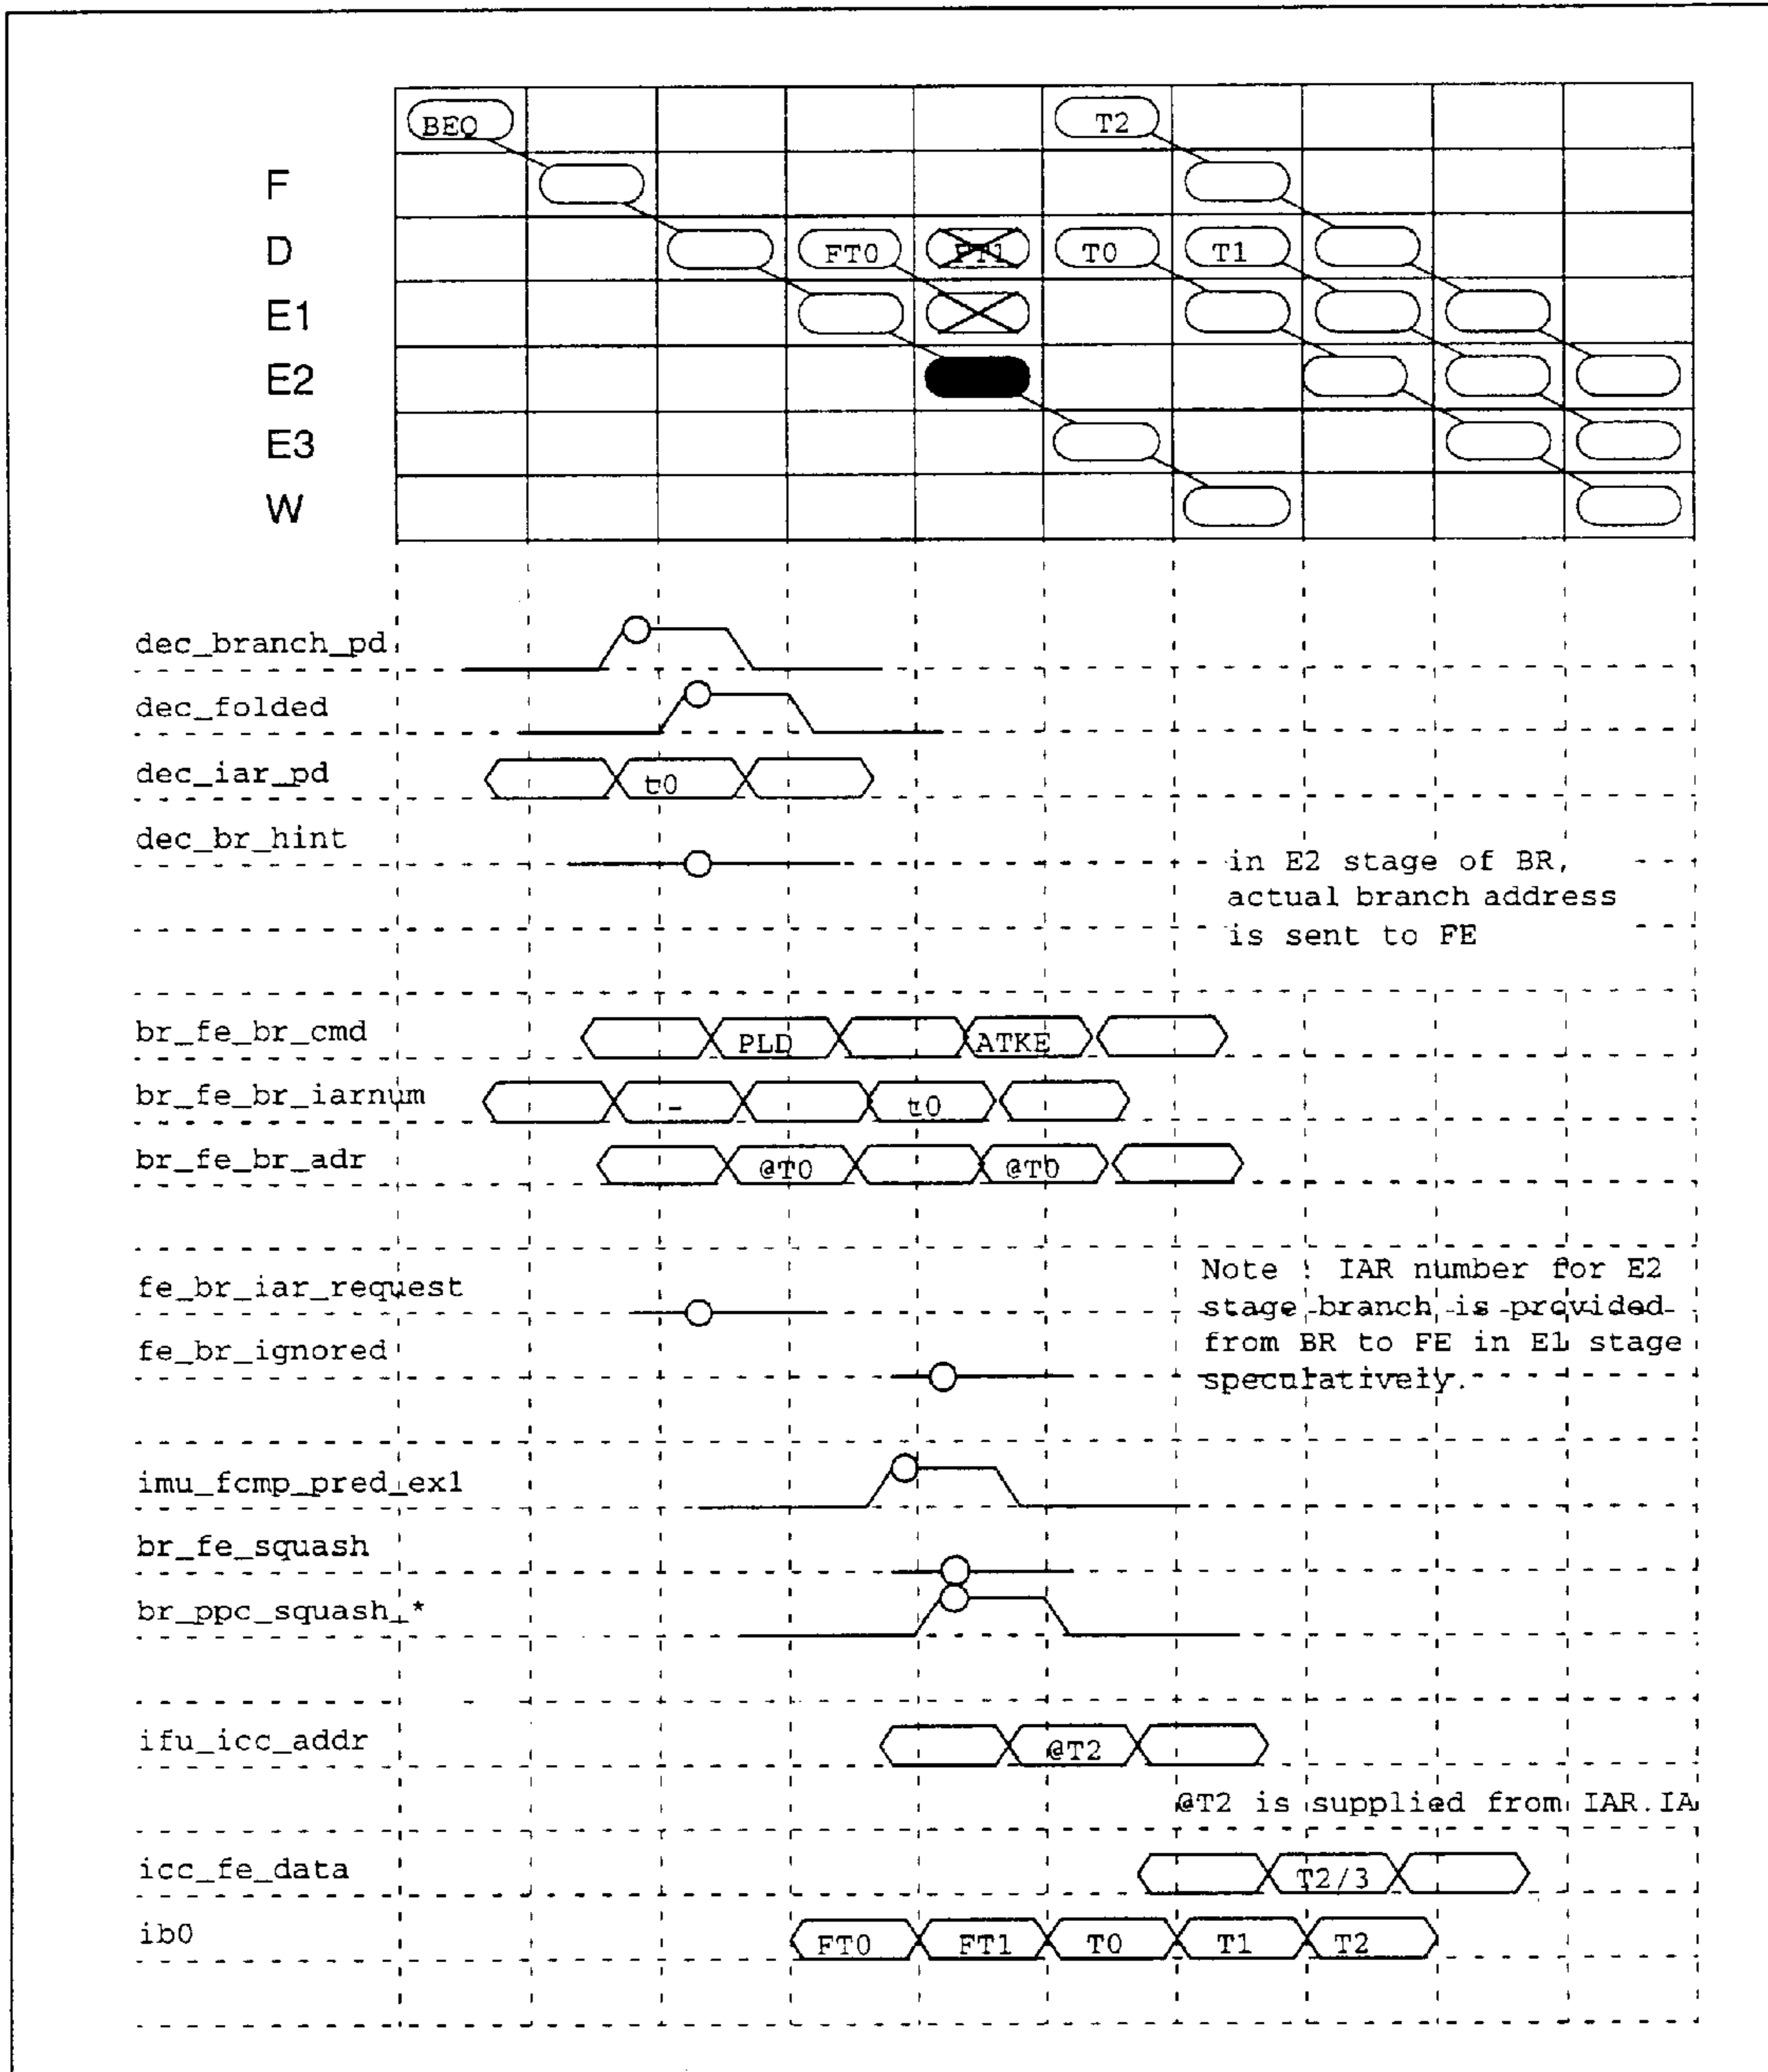 BEQ T2
F
D FT0 FT1 T0 T1
E1
E2
E3
W
dec_branch_pd
dec_folded
dec_iar_pd t0
dec_br_hint
in E2 stage of BR,
actual branch address
is sent to FE
br_fe_br_cmd PLD ATKE
br_fe_br_iarnum - t0
br_fe_br_adr @T0 @T0
fe_br_iar_request
fe_br_ignored
Note : IAR number for E2
stage branch is provided
from BR to FE in E1 stage
speculatively.
imu_fcmp_pred_ex1
br_fe_squash
br_ppc_squash_*
ifu_icc_addr @T2
@T2 is supplied from IAR.IA
icc_fe_data T2/3
ib0 FT0 FT1 T0 T1 T2